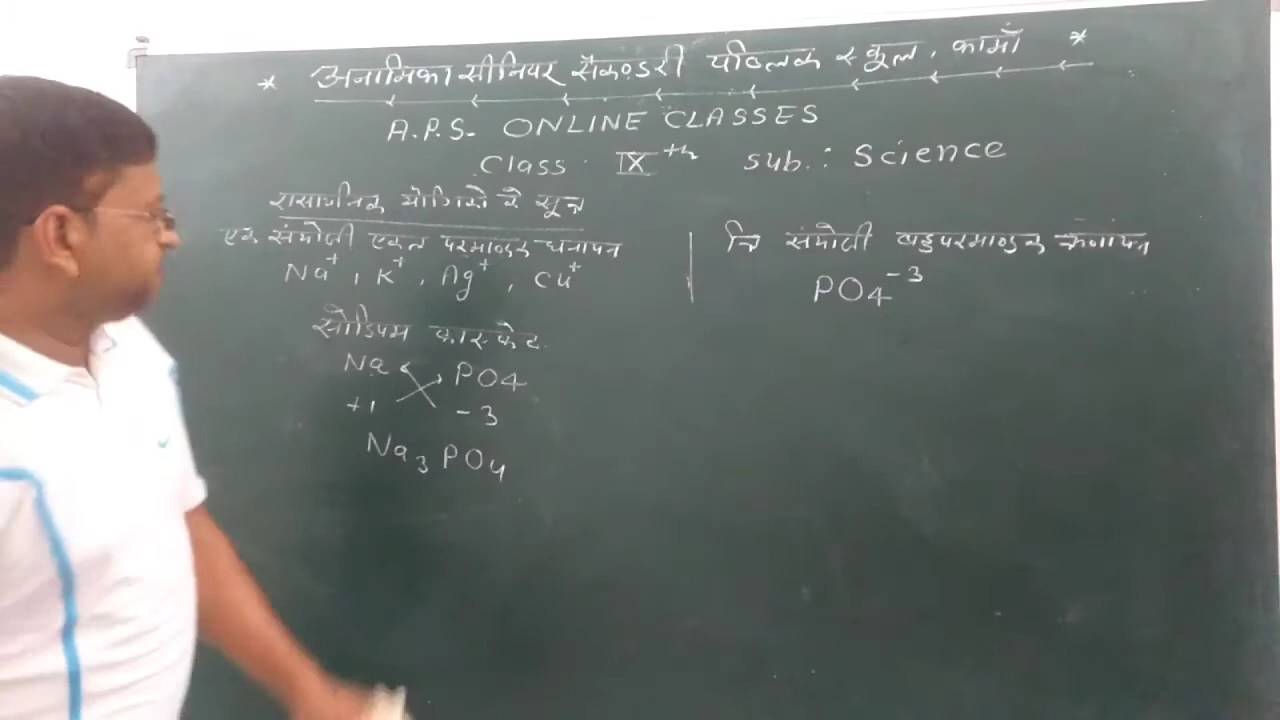 * अनामिका सीनियर सैकण्डरी पब्लिक स्कूल, कामाँ *
A.P.S. ONLINE CLASSES
Class : IXth sub.: Science
रासायनिक यौगिकों के सूत्र
एक संयोजी एकल परमाणुक धनायन
Na⁺, K⁺, Ag⁺, Cu⁺
त्रि संयोजी बहुपरमाणुक ऋणायन
PO4⁻³
सोडियम फास्फेट
Na PO4
+1 -3
Na₃PO₄